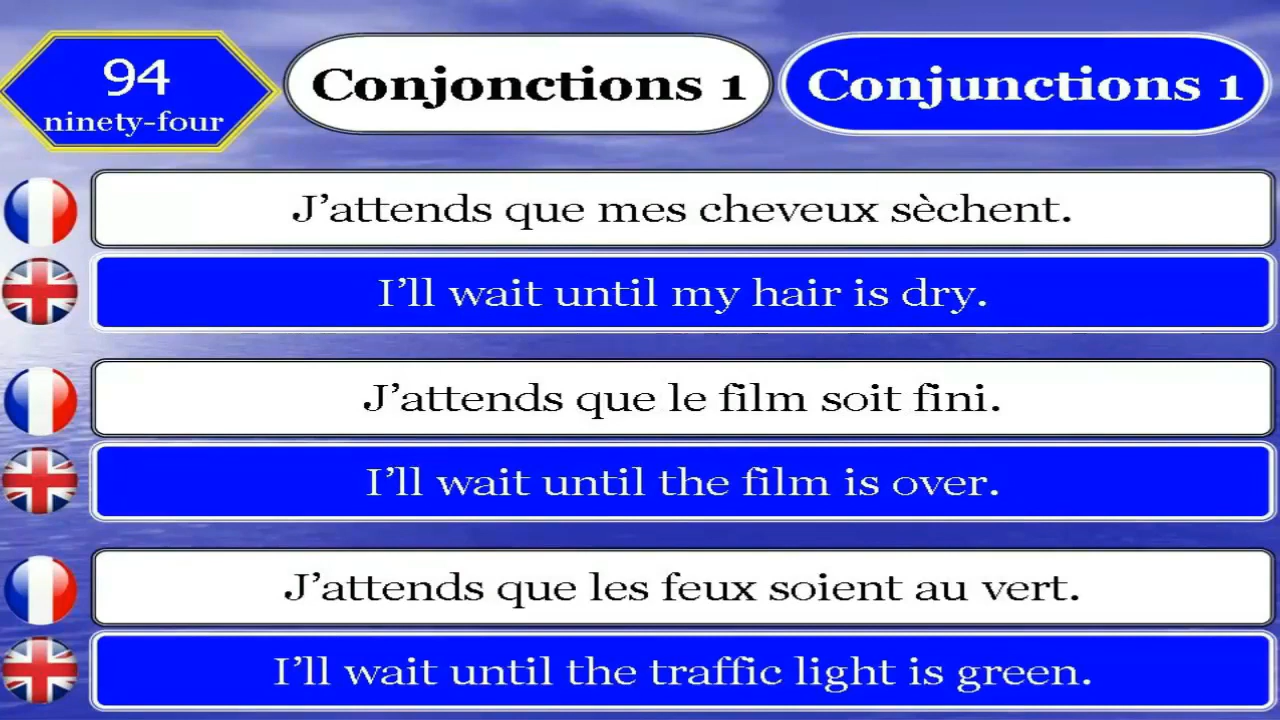 94
ninety-four
Conjonctions 1
Conjunctions 1
J’attends que mes cheveux sèchent.
I’ll wait until my hair is dry.
J’attends que le film soit fini.
I’ll wait until the film is over.
J’attends que les feux soient au vert.
I’ll wait until the traffic light is green.